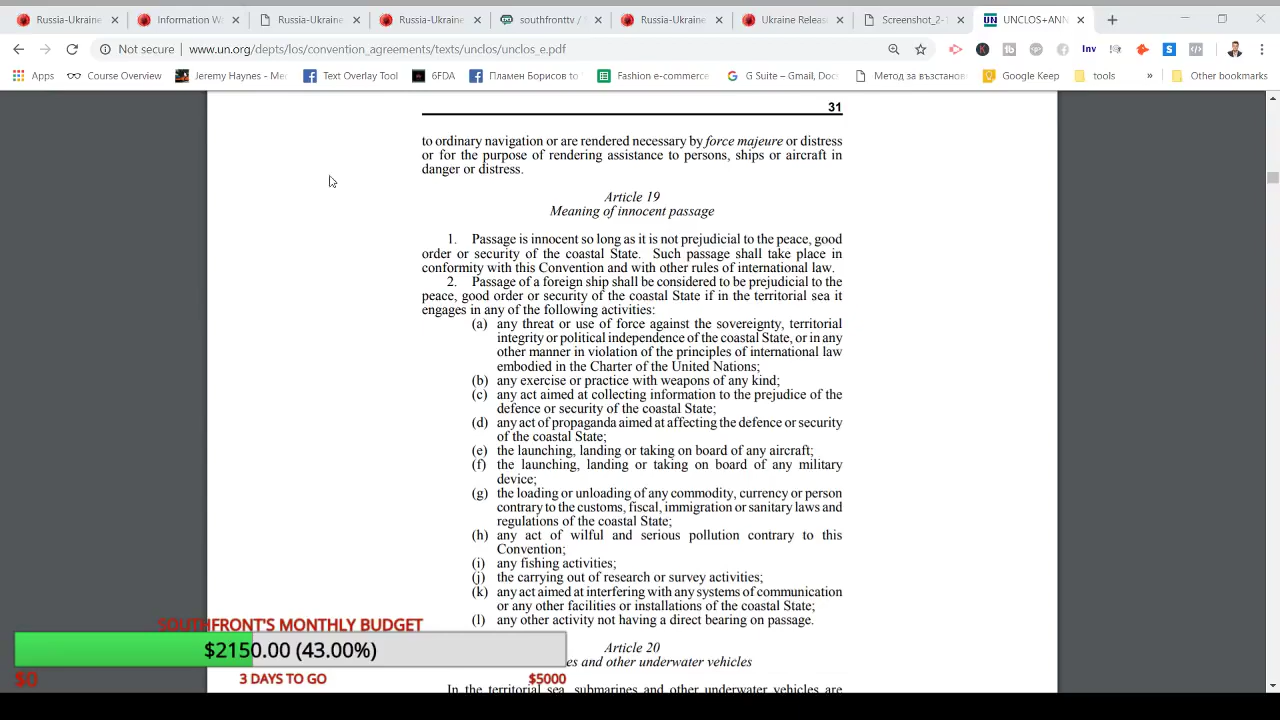 Russia-Ukraine
Information W
Russia-Ukraine
Russia-Ukraine
southfronttv /
Russia-Ukraine
Ukraine Releas
Screenshot_2-
UN UNCLOS+ANN
Not secure | www.un.org/depts/los/convention_agreements/texts/unclos/unclos_e.pdf
Apps
Course Overview
Jeremy Haynes - Me
Text Overlay Tool
6FDA
Пламен Борисов to
Fashion e-commerce
G Suite – Gmail, Doc
Метод за възстанов
Google Keep
tools
»
Other bookmarks
31
to ordinary navigation or are rendered necessary by force majeure or distress
or for the purpose of rendering assistance to persons, ships or aircraft in
danger or distress.
Article 19
Meaning of innocent passage
1. Passage is innocent so long as it is not prejudicial to the peace, good
order or security of the coastal State. Such passage shall take place in
conformity with this Convention and with other rules of international law.
2. Passage of a foreign ship shall be considered to be prejudicial to the
peace, good order or security of the coastal State if in the territorial sea it
engages in any of the following activities:
(a) any threat or use of force against the sovereignty, territorial
integrity or political independence of the coastal State, or in any
other manner in violation of the principles of international law
embodied in the Charter of the United Nations;
(b) any exercise or practice with weapons of any kind;
(c) any act aimed at collecting information to the prejudice of the
defence or security of the coastal State;
(d) any act of propaganda aimed at affecting the defence or security
of the coastal State;
(e) the launching, landing or taking on board of any aircraft;
(f) the launching, landing or taking on board of any military
device;
(g) the loading or unloading of any commodity, currency or person
contrary to the customs, fiscal, immigration or sanitary laws and
regulations of the coastal State;
(h) any act of wilful and serious pollution contrary to this
Convention;
(i) any fishing activities;
(j) the carrying out of research or survey activities;
(k) any act aimed at interfering with any systems of communication
or any other facilities or installations of the coastal State;
(l) any other activity not having a direct bearing on passage.
Article 20
es and other underwater vehicles
In the territorial sea, submarines and other underwater vehicles are
SOUTHFRONT'S MONTHLY BUDGET
$2150.00 (43.00%)
$0
3 DAYS TO GO
$5000